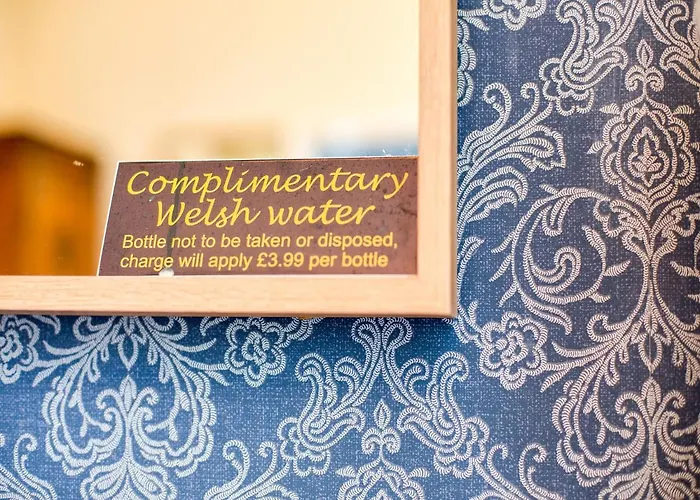 Complimentary
Welsh water
Bottle not to be taken or disposed,
charge will apply £3.99 per bottle